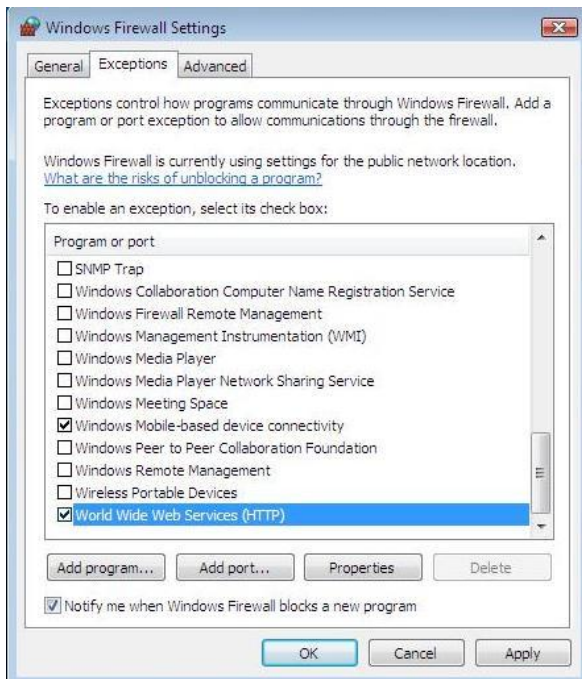 Windows Firewall Settings
General Exceptions Advanced
Exceptions control how programs communicate through Windows Firewall. Add a
program or port exception to allow communications through the firewall.
Windows Firewall is currently using settings for the public network location.
What are the risks of unblocking a program?
To enable an exception, select its check box:
Program or port
SNMP Trap
Windows Collaboration Computer Name Registration Service
Windows Firewall Remote Management
Windows Management Instrumentation (WMI)
Windows Media Player
Windows Media Player Network Sharing Service
Windows Meeting Space
Windows Mobile-based device connectivity
Windows Peer to Peer Collaboration Foundation
Windows Remote Management
Wireless Portable Devices
World Wide Web Services (HTTP)
Add program... Add port... Properties Delete
Notify me when Windows Firewall blocks a new program
OK Cancel Apply